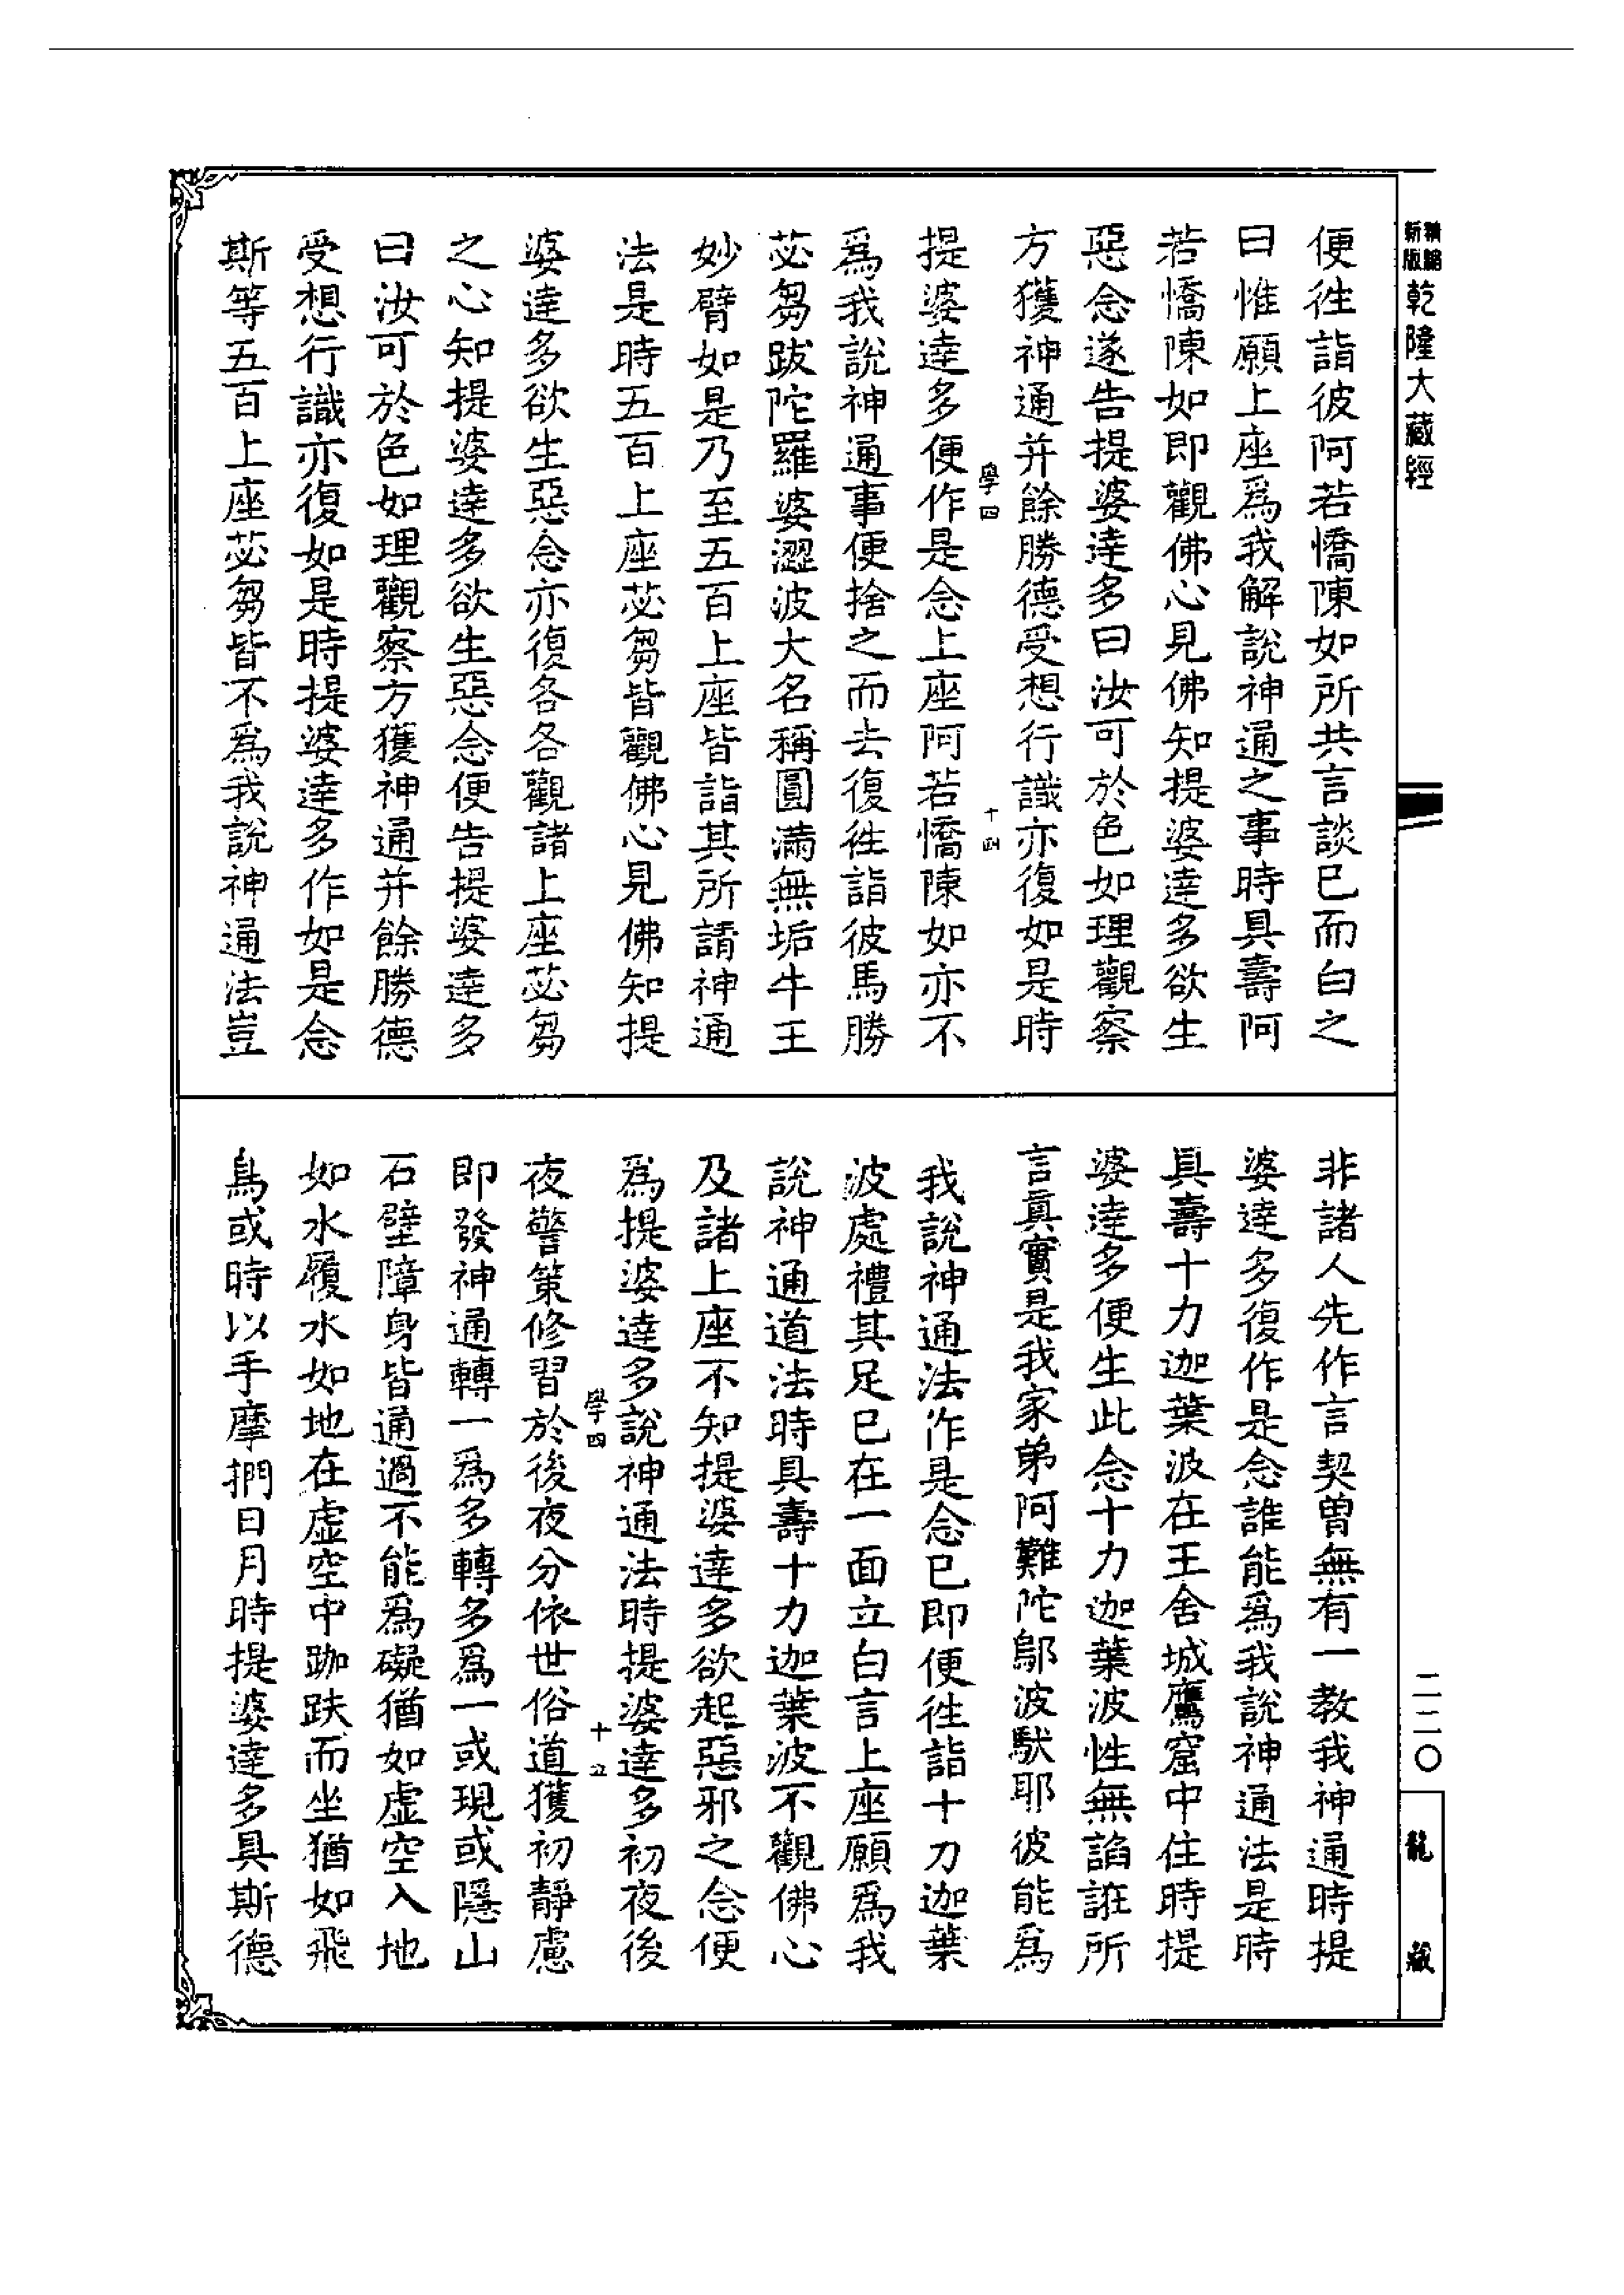 精縮
新版
乾隆大藏經
便徃詣彼阿若憍陳如所共言談已而白之
曰惟願上座爲我解說神通之事時具壽阿
若憍陳如即觀佛心見佛知提婆達多欲生
惡念遂告提婆達多曰汝可於色如理觀察
方獲神通并餘勝德受想行識亦復如是時
學四
十四
提婆達多便作是念上座阿若憍陳如亦不
爲我說神通事便捨之而去復徃詣彼馬勝
苾芻跋陀羅婆澀波大名稱圓滿無垢牛王
妙臂如是乃至五百上座皆詣其所請神通
法是時五百上座苾芻皆觀佛心見佛知提
婆達多欲生惡念亦復各各觀諸上座苾芻
之心知提婆達多欲生惡念便告提婆達多
曰汝可於色如理觀察方獲神通并餘勝德
受想行識亦復如是時提婆達多作如是念
斯等五百上座苾芻皆不爲我說神通法豈
非諸人先作言契曽無有一教我神通時提
婆達多復作是念誰能爲我說神通法是時
具壽十力迦葉波在王舍城鷹窟中住時提
婆達多便生此念十力迦葉波性無諂誑所
言眞實是我家弟阿難陀鄔波馱耶彼能爲
我說神通法作是念已即便徃詣十力迦葉
波處禮其足已在一面立白言上座願爲我
說神通道法時具壽十力迦葉波不觀佛心
及諸上座不知提婆達多欲起惡邪之念便
爲提婆達多說神通法時提婆達多初夜後
學四
十五
夜警策修習於後夜分依世俗道獲初靜慮
即發神通轉一爲多轉多爲一或現或隱山
石壁障身皆通過不能爲礙猶如虛空入地
如水履水如地在虛空中跏趺而坐猶如飛
鳥或時以手摩捫日月時提婆達多具斯德
二二〇
龍藏